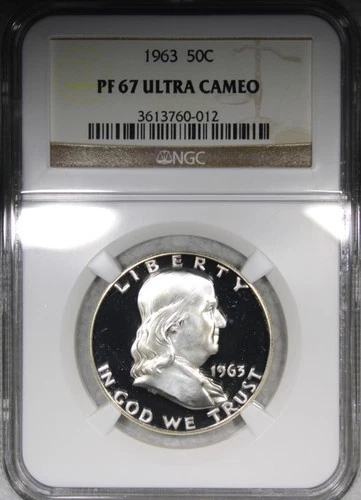 1963 50C
PF 67 ULTRA CAMEO
3613760-012
NGC
LIBERTY
1963
IN GOD WE TRUST